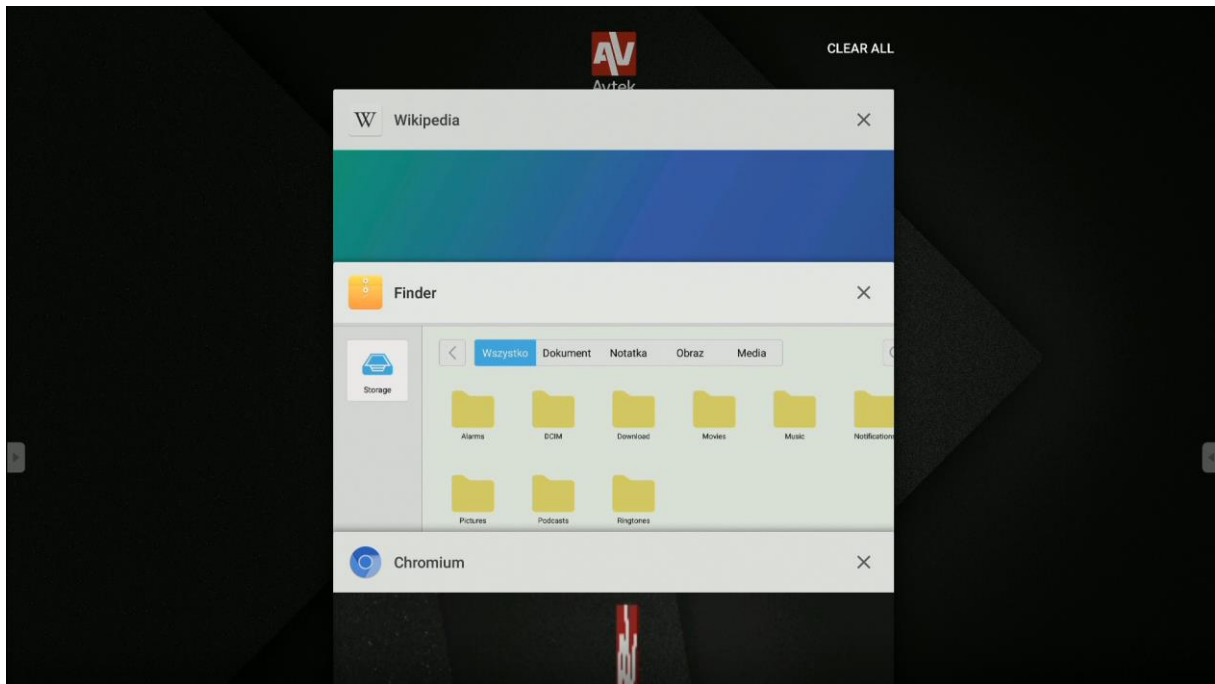 AV
Avtek
CLEAR ALL
W Wikipedia
Finder
Wszystko Dokument Notatka Obraz Media
Storage
Alarms DCIM Download Movies Music Notifications
Pictures Podcasts Ringtones
Chromium